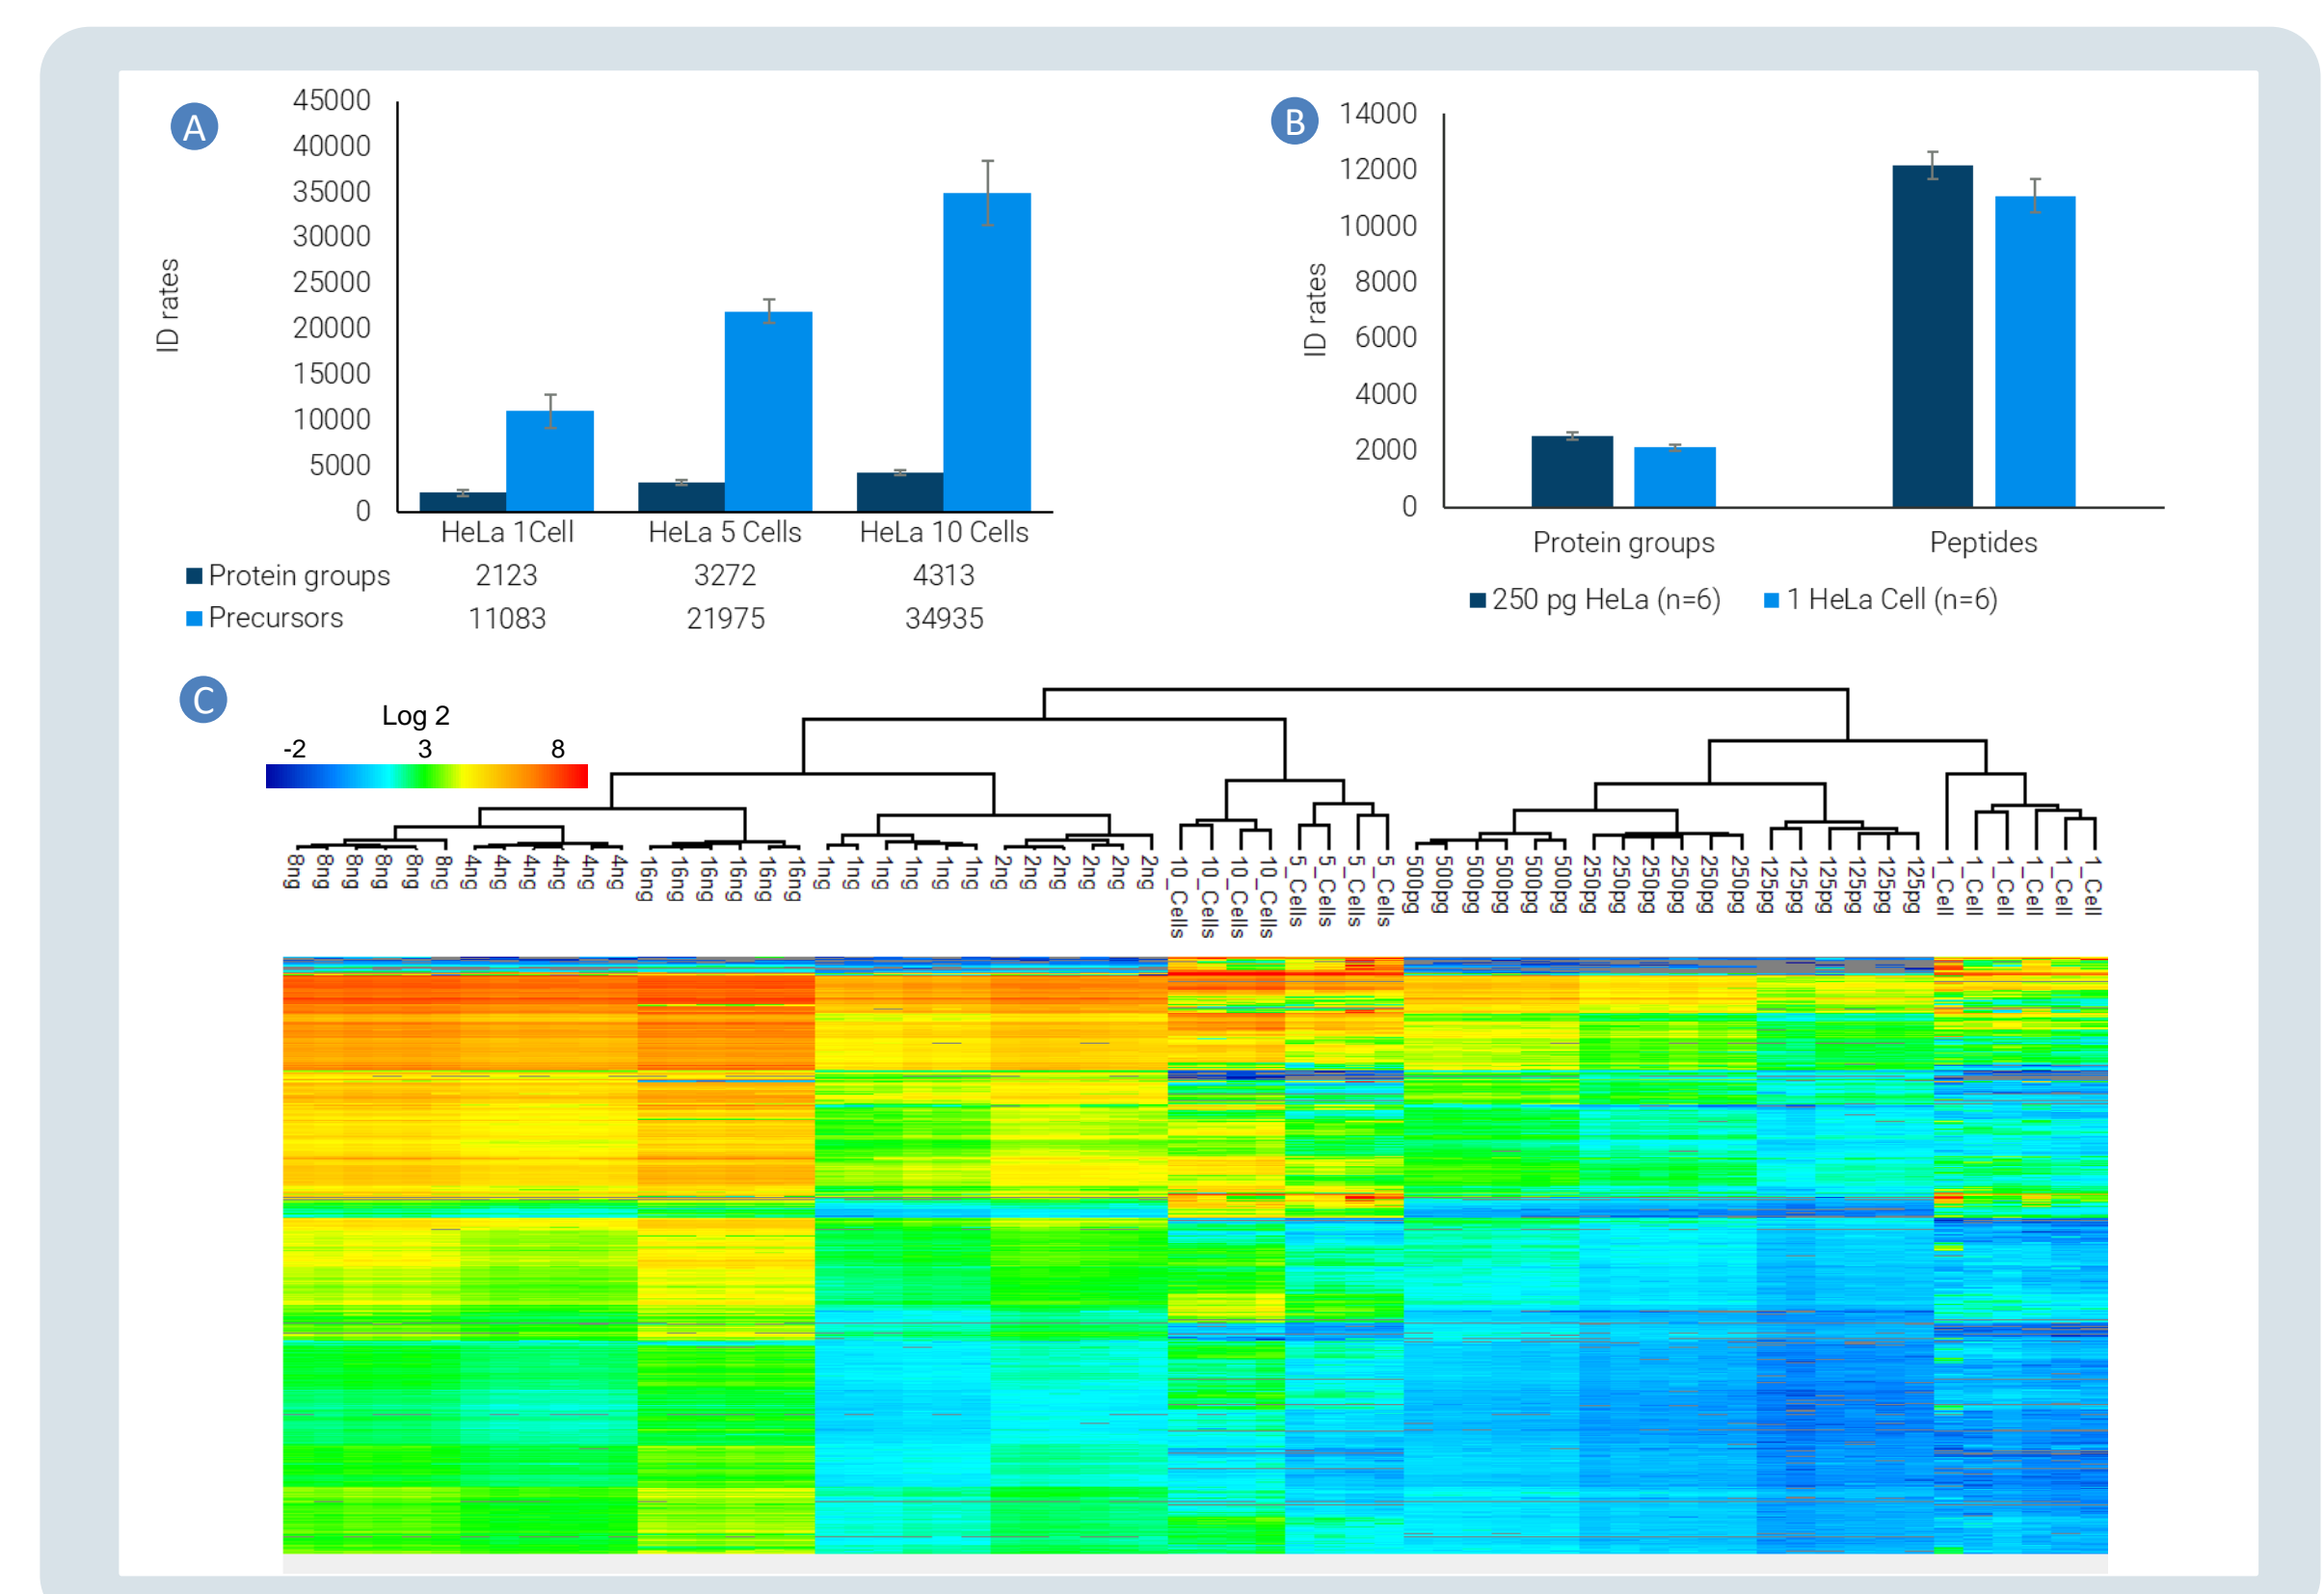 A
45000
40000
35000
30000
25000
20000
15000
10000
5000
0
ID rates
HeLa 1Cell HeLa 5 Cells HeLa 10 Cells
Protein groups 2123 3272 4313
Precursors 11083 21975 34935
B
14000
12000
10000
8000
6000
4000
2000
0
ID rates
Protein groups Peptides
250 pg HeLa (n=6) 1 HeLa Cell (n=6)
C
Log 2
-2 3 8
8ng 8ng 8ng 8ng 8ng 8ng 4ng 4ng 4ng 4ng 4ng 4ng 16ng 16ng 16ng 16ng 16ng 16ng 1ng 1ng 1ng 1ng 1ng 1ng 2ng 2ng 2ng 2ng 2ng 2ng 10_Cells 10_Cells 10_Cells 10_Cells 5_Cells 5_Cells 5_Cells 5_Cells 500pg 500pg 500pg 500pg 500pg 500pg 250pg 250pg 250pg 250pg 250pg 250pg 125pg 125pg 125pg 125pg 125pg 125pg 1_Cell 1_Cell 1_Cell 1_Cell 1_Cell 1_Cell